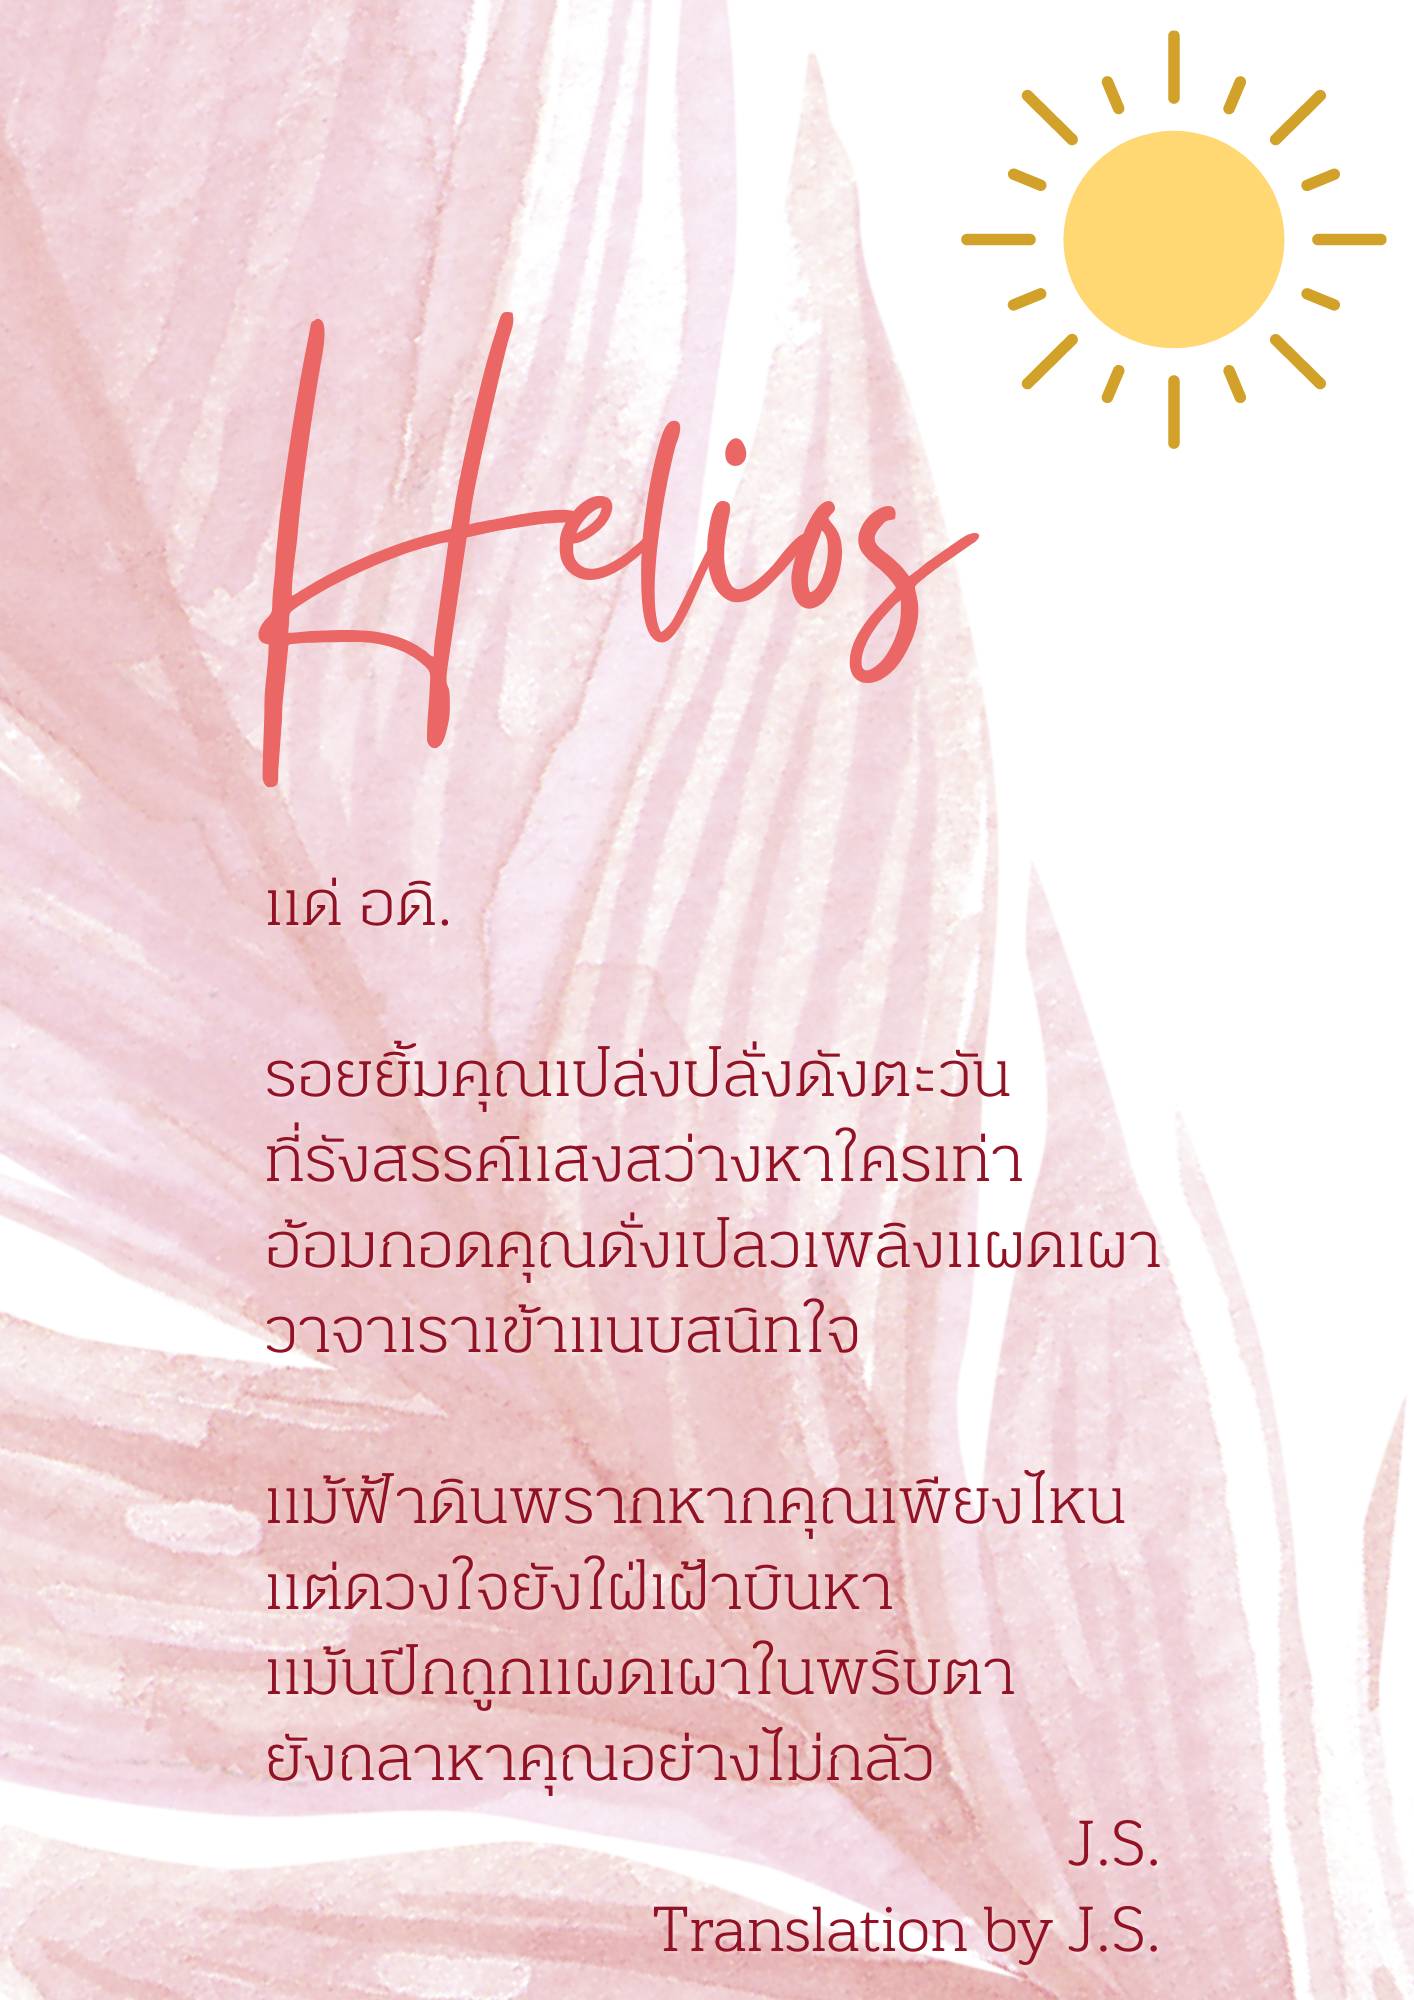 Helios
แด่ อดิ.
รอยยิ้มคุณเปล่งปลั่งดังตะวัน
ที่รังสรรค์แสงสว่างหาใครเท่า
อ้อมกอดคุณดั่งเปลวเพลิงแผดเผา
วาจาเราเข้าแนบสนิทใจ
แม้ฟ้าดินพรากหากคุณเพียงไหน
แต่ดวงใจยังใฝ่เฝ้าบินหา
แม้นปีกถูกแผดเผาในพริบตา
ยังถลาหาคุณอย่างไม่กลัว
J.S.
Translation by J.S.